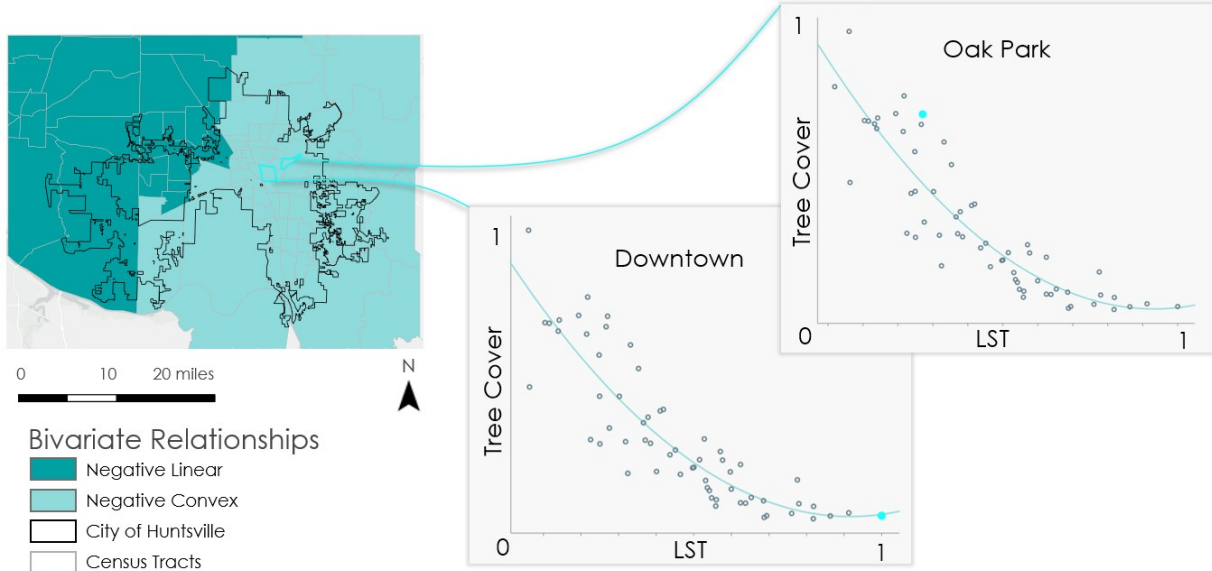 1
Oak Park
Tree Cover
0
LST
1
1
Downtown
Tree Cover
0
LST
1
N
0 10 20 miles
Bivariate Relationships
Negative Linear
Negative Convex
City of Huntsville
Census Tracts